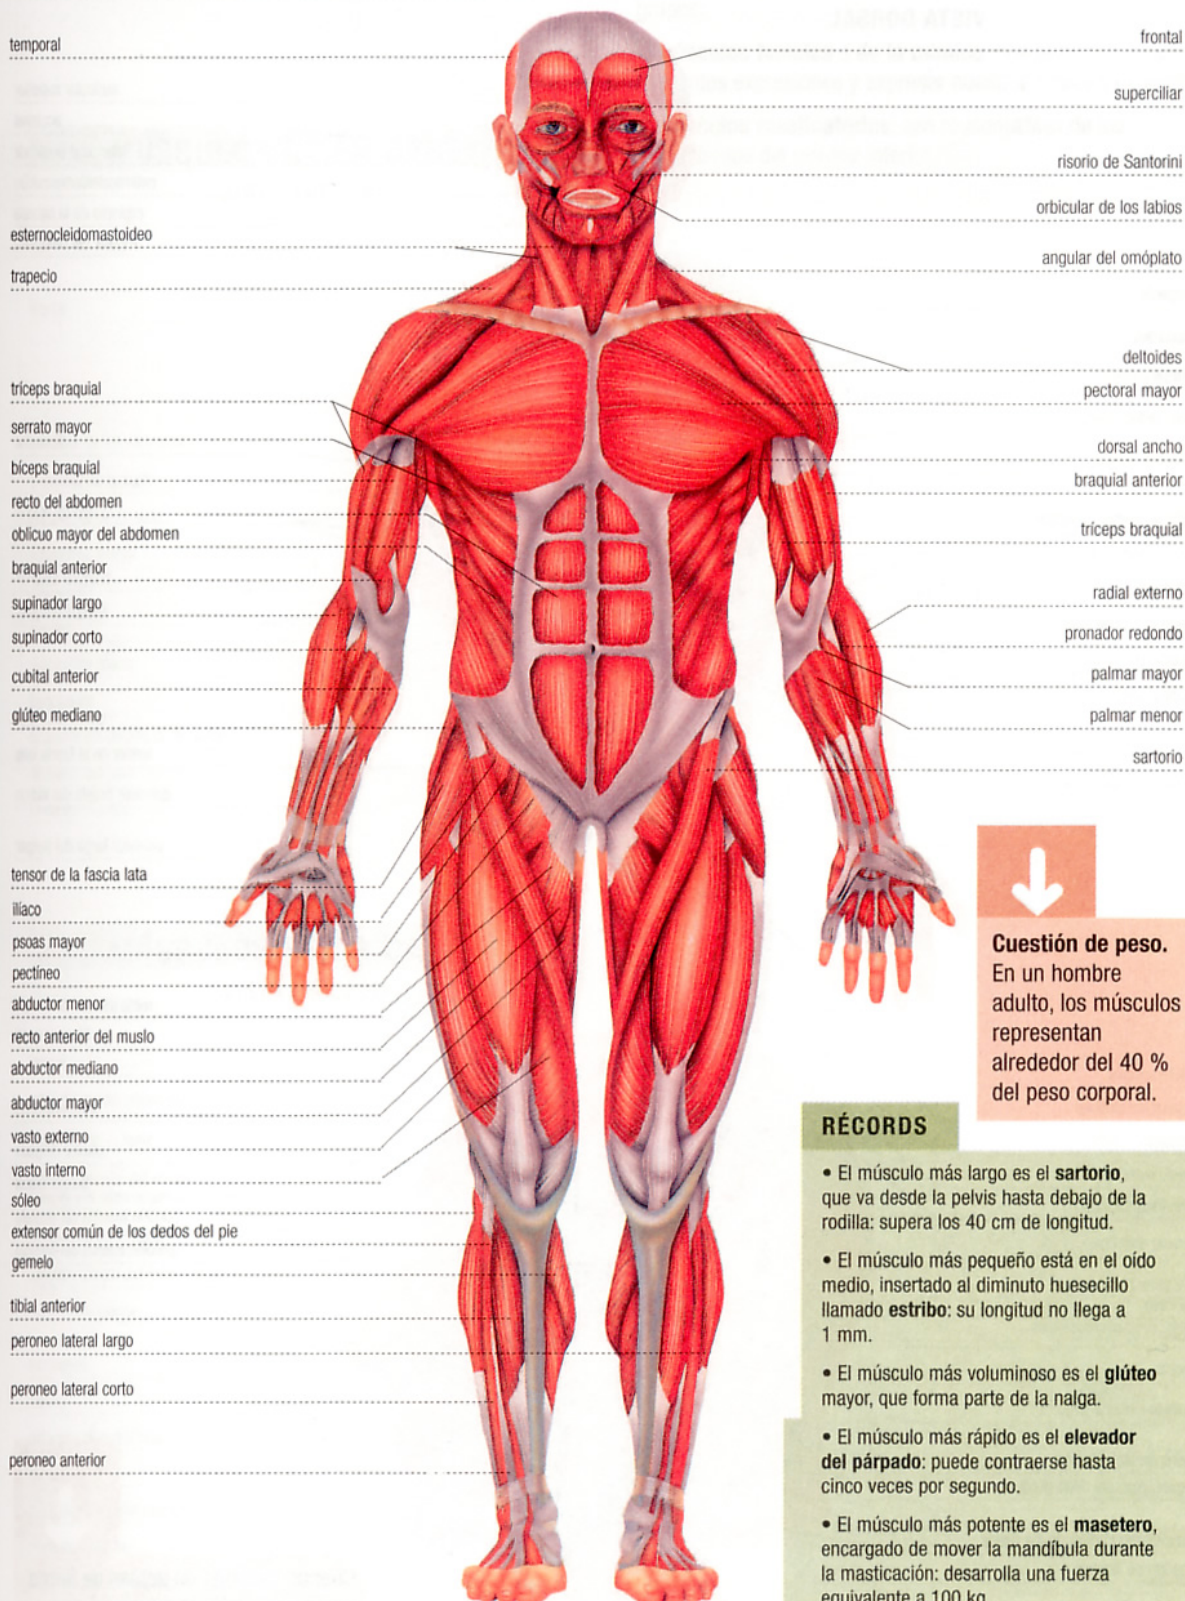 temporal
esternocleidomastoideo
trapecio
tríceps braquial
serrato mayor
bíceps braquial
recto del abdomen
oblicuo mayor del abdomen
braquial anterior
supinador largo
supinador corto
cubital anterior
glúteo mediano
tensor de la fascia lata
ilíaco
psoas mayor
pectíneo
abductor menor
recto anterior del muslo
abductor mediano
abductor mayor
vasto externo
vasto interno
sóleo
extensor común de los dedos del pie
gemelo
tibial anterior
peroneo lateral largo
peroneo lateral corto
peroneo anterior
frontal
superciliar
risorio de Santorini
orbicular de los labios
angular del omóplato
deltoides
pectoral mayor
dorsal ancho
braquial anterior
tríceps braquial
radial externo
pronador redondo
palmar mayor
palmar menor
sartorio
Cuestión de peso.
En un hombre
adulto, los músculos
representan
alrededor del 40 %
del peso corporal.
RÉCORDS
• El músculo más largo es el sartorio,
que va desde la pelvis hasta debajo de la
rodilla: supera los 40 cm de longitud.
• El músculo más pequeño está en el oído
medio, insertado al diminuto huesecillo
llamado estribo: su longitud no llega a
1 mm.
• El músculo más voluminoso es el glúteo
mayor, que forma parte de la nalga.
• El músculo más rápido es el elevador
del párpado: puede contraerse hasta
cinco veces por segundo.
• El músculo más potente es el masetero,
encargado de mover la mandíbula durante
la masticación: desarrolla una fuerza
equivalente a 100 kg